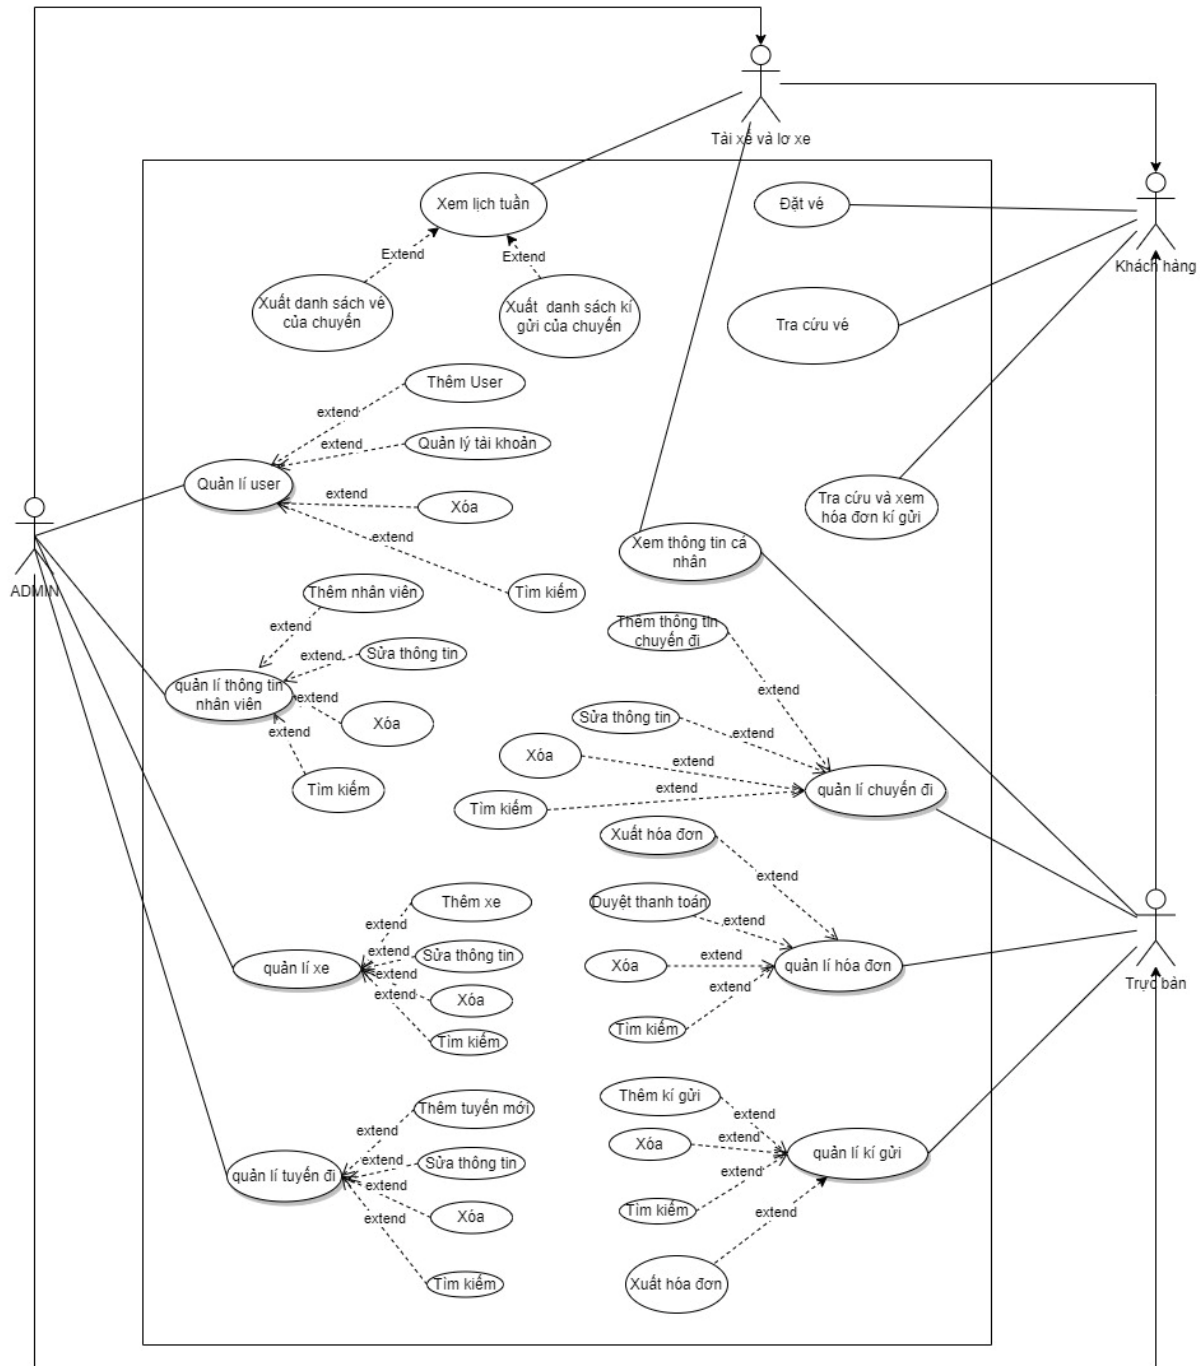 Tài xế và lơ xe
Xem lịch tuần
Đặt vé
Extend
Extend
Khách hàng
Xuất danh sách vé
của chuyến
Xuất danh sách kí
gửi của chuyến
Tra cứu vé
Thêm User
extend
Quản lý tài khoản
extend
Quản lí user
extend
Xóa
Tra cứu và xem
hóa đơn kí gửi
extend
Xem thông tin cá
nhân
ADMIN
Thêm nhân viên
Tìm kiếm
extend
Thêm thông tin
chuyến đi
Sửa thông tin
extend
quản lí thông tin
nhân viên
extend
extend
Xóa
extend
Sửa thông tin
extend
Xóa
extend
Tìm kiếm
extend
quản lí chuyến đi
Tìm kiếm
Xuất hóa đơn
extend
Thêm xe
extend
Duyệt thanh toán
extend
Sửa thông tin
extend
quản lí xe
extend
Xóa
extend
quản lí hóa đơn
Xóa
extend
Trực bàn
extend
Tìm kiếm
Tìm kiếm
Thêm kí gửi
extend
Thêm tuyến mới
extend
Xóa
extend
quản lí kí gửi
Sửa thông tin
extend
quản lí tuyến đi
extend
extend
Xóa
extend
Tìm kiếm
extend
Tìm kiếm
Xuất hóa đơn